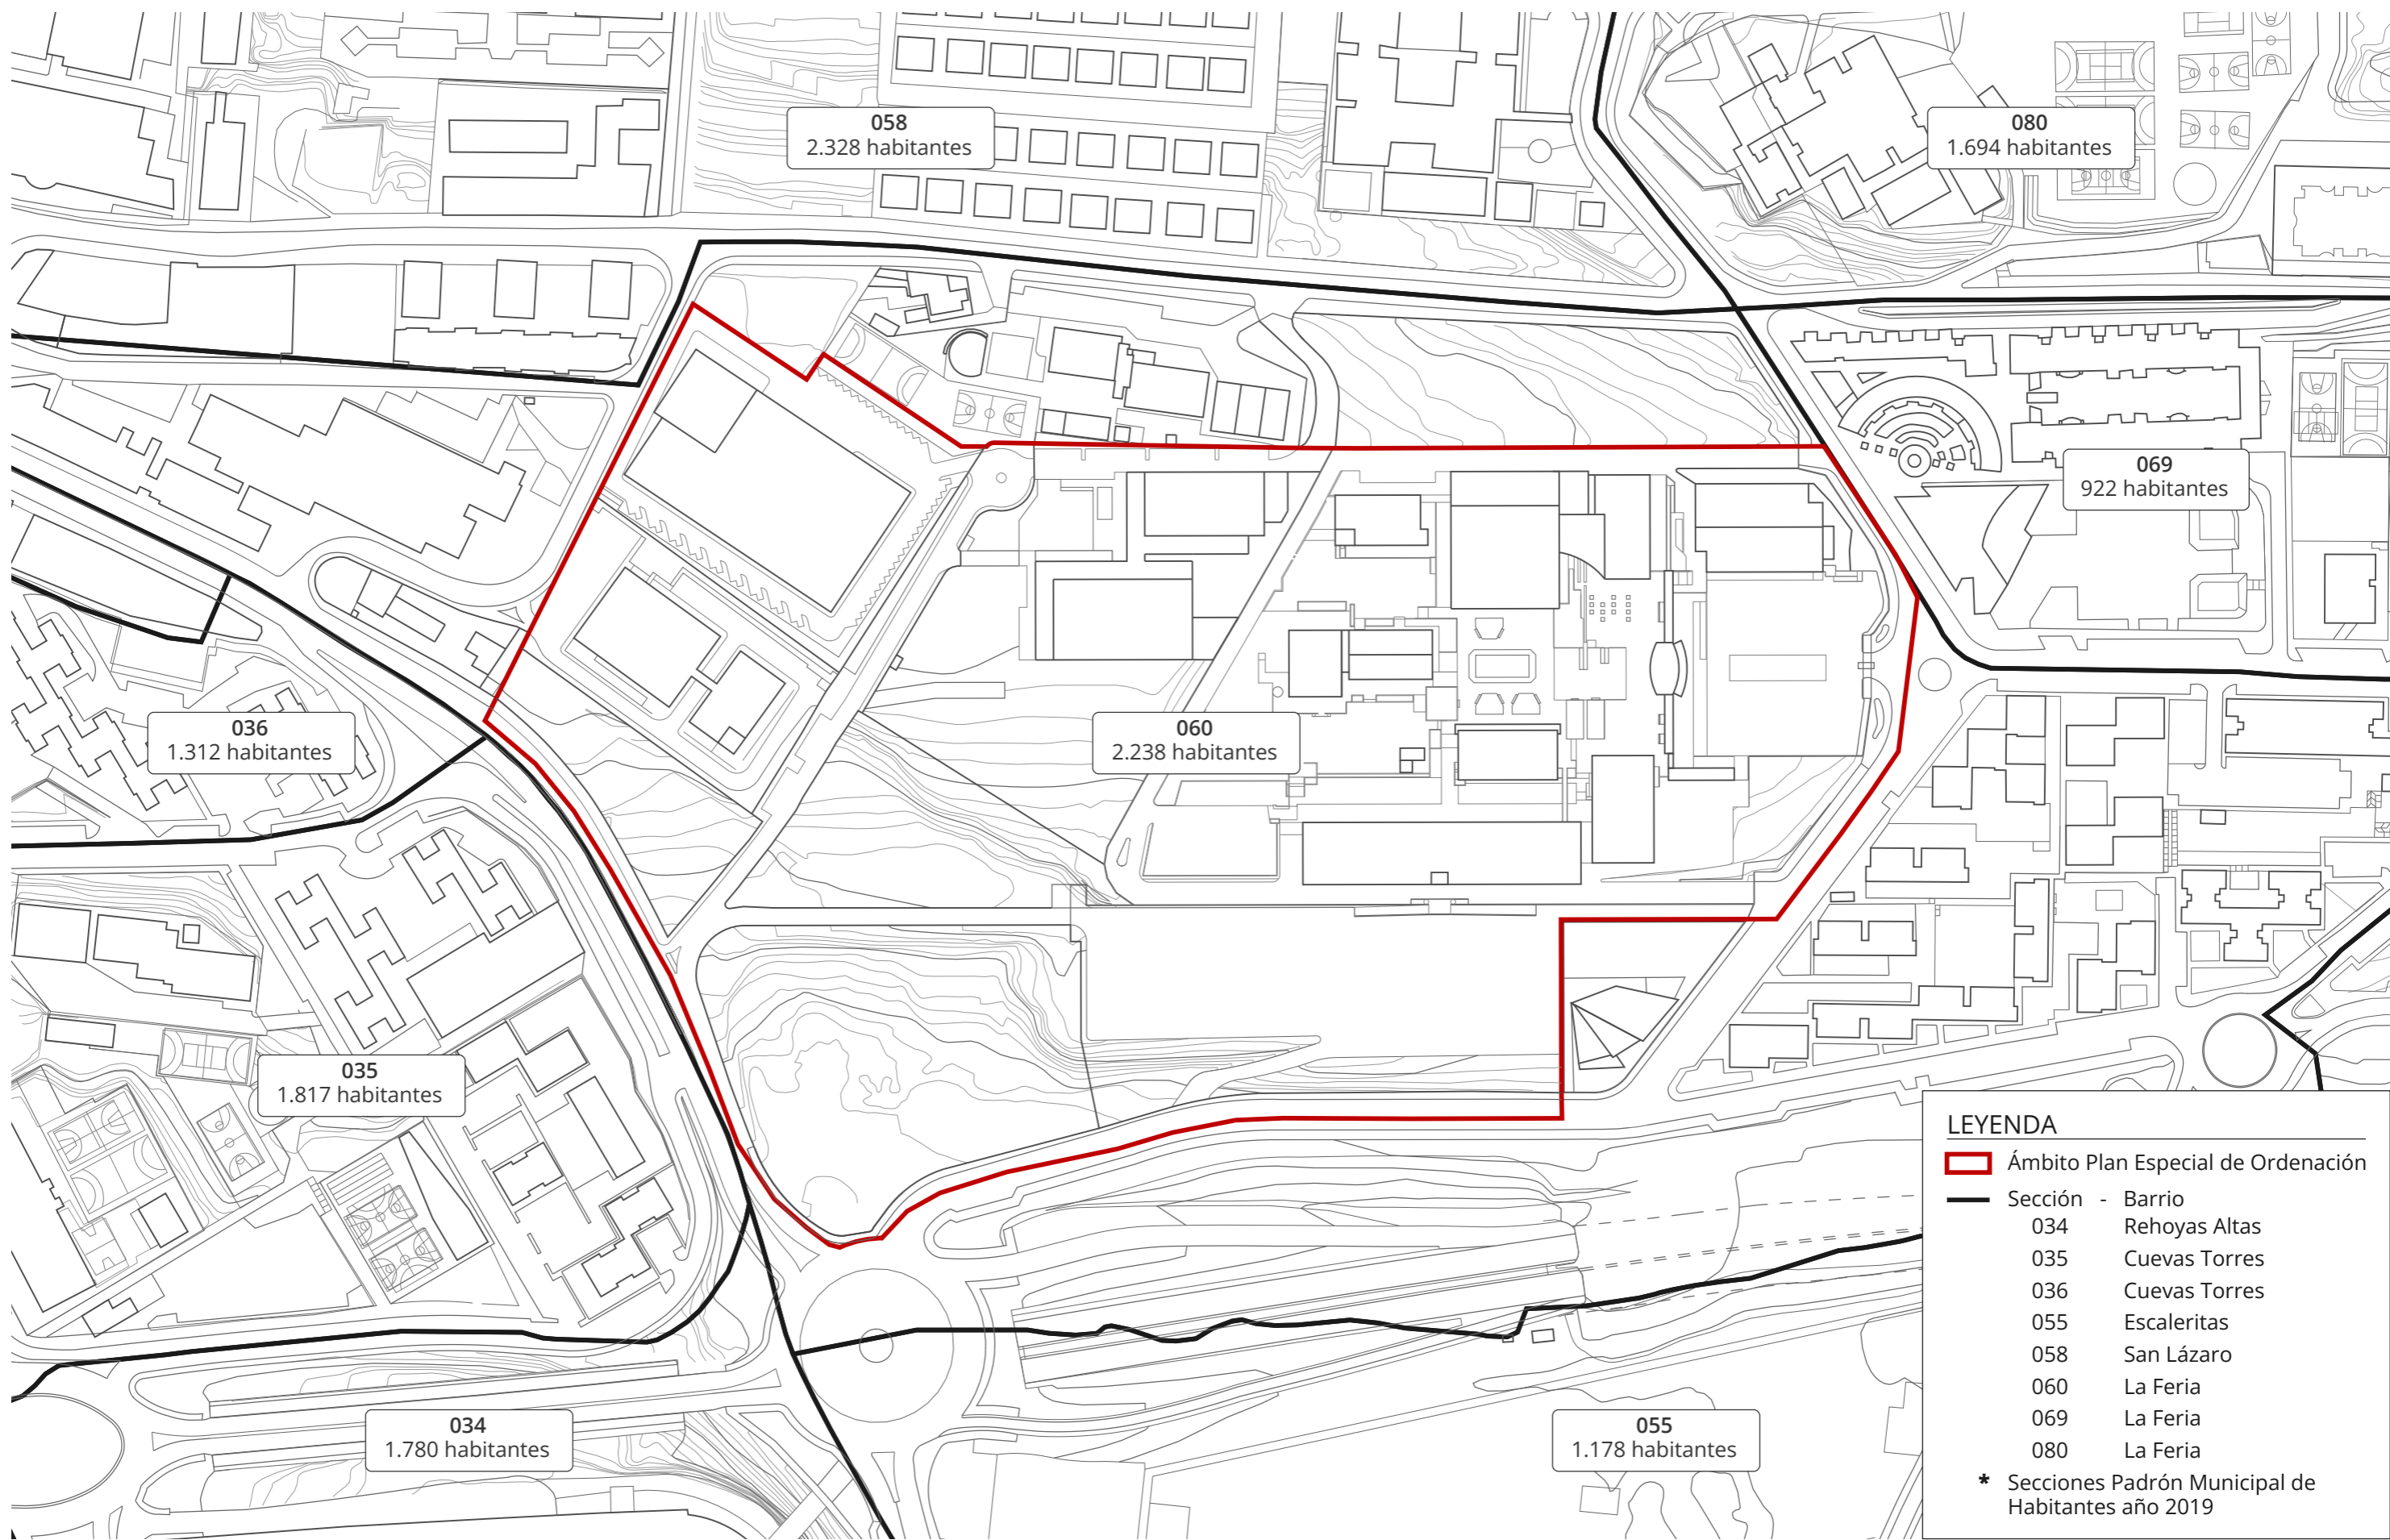 058
2.328 habitantes
080
1.694 habitantes
069
922 habitantes
036
1.312 habitantes
060
2.238 habitantes
035
1.817 habitantes
034
1.780 habitantes
055
1.178 habitantes
LEYENDA
Ámbito Plan Especial de Ordenación
Sección - Barrio
034 Rehoyas Altas
035 Cuevas Torres
036 Cuevas Torres
055 Escaleritas
058 San Lázaro
060 La Feria
069 La Feria
080 La Feria
* Secciones Padrón Municipal de
Habitantes año 2019